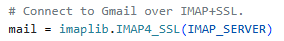 # Connect to Gmail over IMAP+SSL.
mail = imaplib.IMAP4_SSL(IMAP_SERVER)